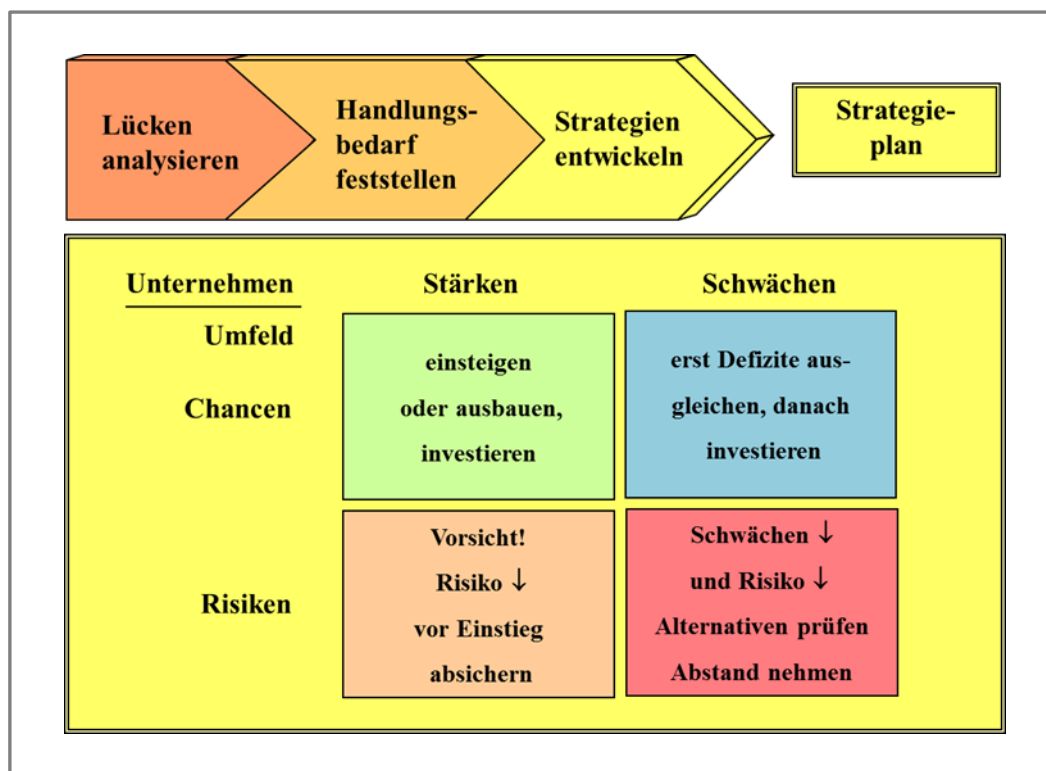 Lücken
analysieren
Handlungs-
bedarf
feststellen
Strategien
entwickeln
Strategie-
plan
Unternehmen
Umfeld
Stärken
Schwächen
Chancen
einsteigen
oder ausbauen,
investieren
erst Defizite aus-
gleichen, danach
investieren
Risiken
Vorsicht!
Risiko ↓
vor Einstieg
absichern
Schwächen ↓
und Risiko ↓
Alternativen prüfen
Abstand nehmen